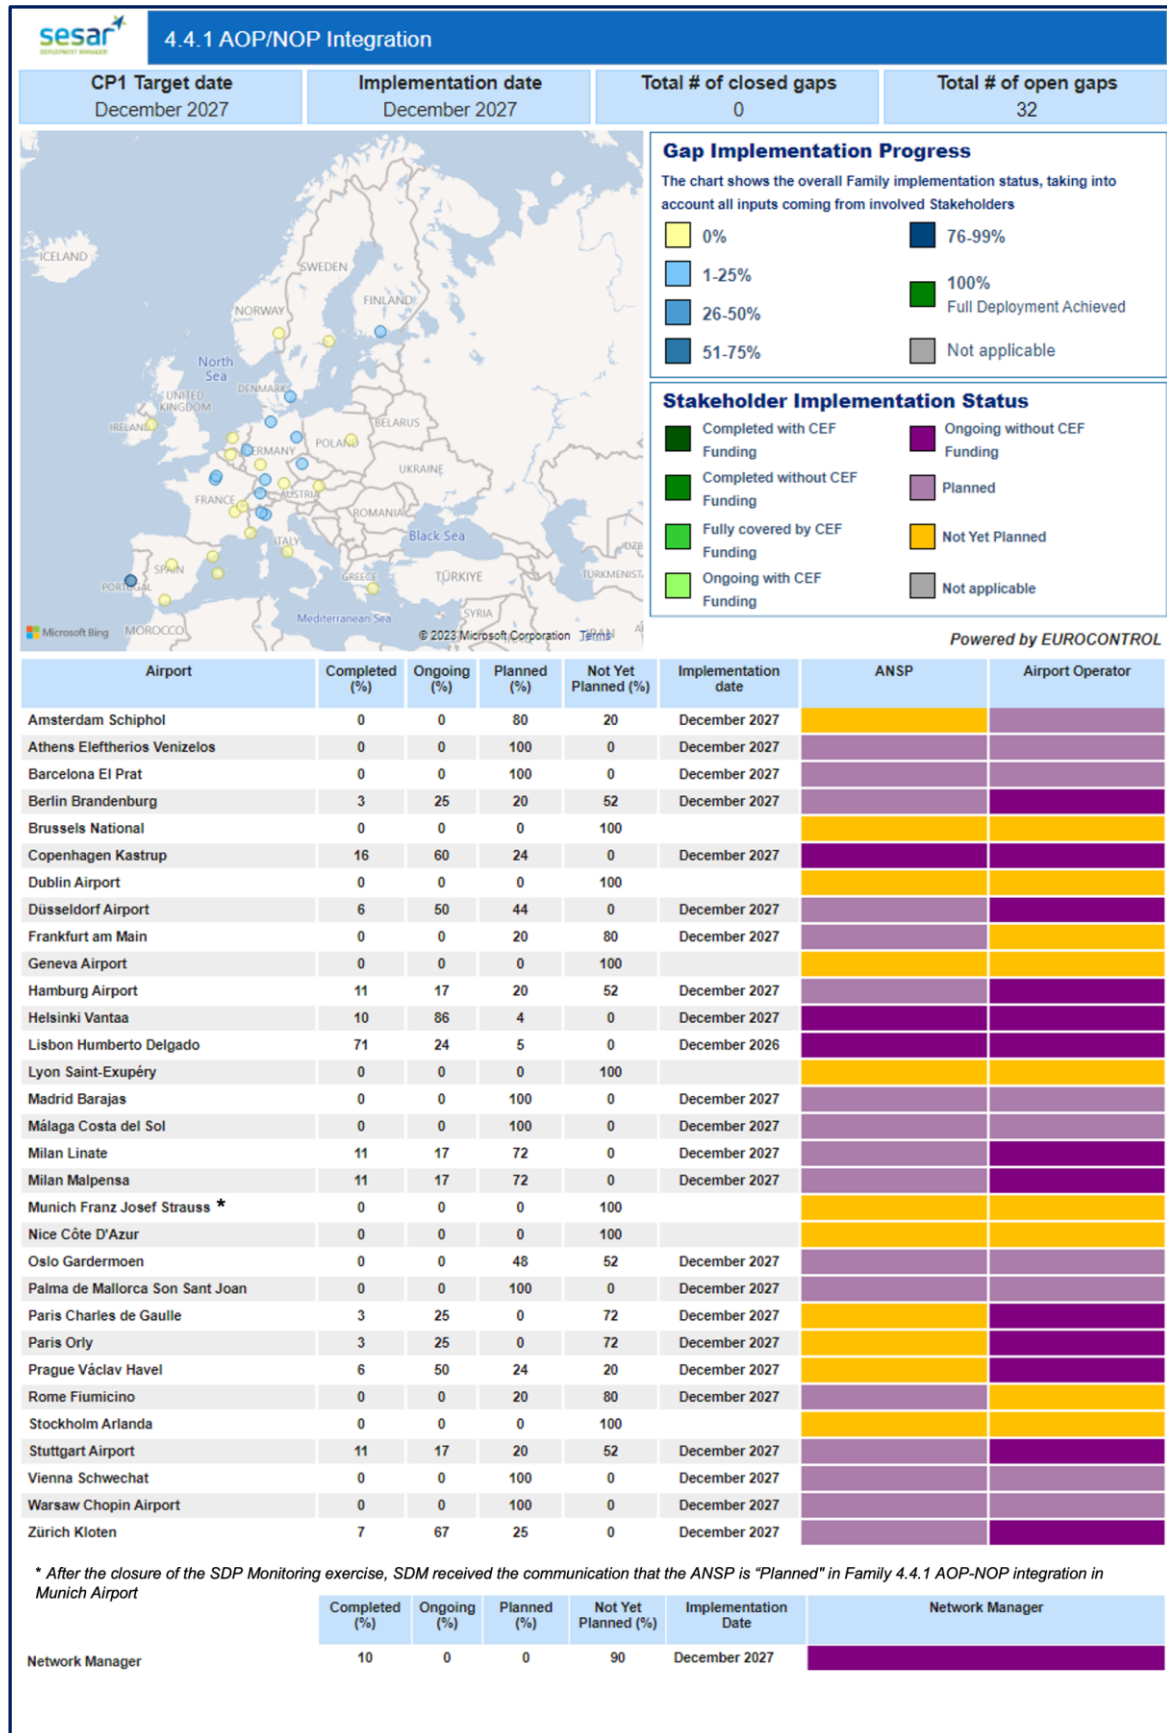 sesar
DEPLOYMENT MANAGER
4.4.1 AOP/NOP Integration
CP1 Target date
December 2027
Implementation date
December 2027
Total # of closed gaps
0
Total # of open gaps
32
ICELAND
SWEDEN
FINLAND
NORWAY
North
Sea
DENMARK
UNITED
KINGDOM
IRELAND
BELARUS
POLAND
GERMANY
UKRAINE
FRANCE
AUSTRIA
ROMANIA
ITALY
Black Sea
SPAIN
PORTUGAL
GREECE
TÜRKIYE
TURKMENIST
Mediterranean Sea
SYRIA
IRAN
MOROCCO
Microsoft Bing
© 2023 Microsoft Corporation Terms
Gap Implementation Progress
The chart shows the overall Family implementation status, taking into
account all inputs coming from involved Stakeholders
0%
1-25%
26-50%
51-75%
76-99%
100%
Full Deployment Achieved
Not applicable
Stakeholder Implementation Status
Completed with CEF
Funding
Completed without CEF
Funding
Fully covered by CEF
Funding
Ongoing with CEF
Funding
Ongoing without CEF
Funding
Planned
Not Yet Planned
Not applicable
Powered by EUROCONTROL
Airport Completed (%) Ongoing (%) Planned (%) Not Yet Planned (%) Implementation date ANSP Airport Operator
Amsterdam Schiphol 0 0 80 20 December 2027
Athens Eleftherios Venizelos 0 0 100 0 December 2027
Barcelona El Prat 0 0 100 0 December 2027
Berlin Brandenburg 3 25 20 52 December 2027
Brussels National 0 0 0 100
Copenhagen Kastrup 16 60 24 0 December 2027
Dublin Airport 0 0 0 100
Düsseldorf Airport 6 50 44 0 December 2027
Frankfurt am Main 0 0 20 80 December 2027
Geneva Airport 0 0 0 100
Hamburg Airport 11 17 20 52 December 2027
Helsinki Vantaa 10 86 4 0 December 2027
Lisbon Humberto Delgado 71 24 5 0 December 2026
Lyon Saint-Exupéry 0 0 0 100
Madrid Barajas 0 0 100 0 December 2027
Málaga Costa del Sol 0 0 100 0 December 2027
Milan Linate 11 17 72 0 December 2027
Milan Malpensa 11 17 72 0 December 2027
Munich Franz Josef Strauss * 0 0 0 100
Nice Côte D'Azur 0 0 0 100
Oslo Gardermoen 0 0 48 52 December 2027
Palma de Mallorca Son Sant Joan 0 0 100 0 December 2027
Paris Charles de Gaulle 3 25 0 72 December 2027
Paris Orly 3 25 0 72 December 2027
Prague Václav Havel 6 50 24 20 December 2027
Rome Fiumicino 0 0 20 80 December 2027
Stockholm Arlanda 0 0 0 100
Stuttgart Airport 11 17 20 52 December 2027
Vienna Schwechat 0 0 100 0 December 2027
Warsaw Chopin Airport 0 0 100 0 December 2027
Zürich Kloten 7 67 25 0 December 2027
* After the closure of the SDP Monitoring exercise, SDM received the communication that the ANSP is “Planned" in Family 4.4.1 AOP-NOP integration in
Munich Airport
Completed (%) Ongoing (%) Planned (%) Not Yet Planned (%) Implementation Date Network Manager
Network Manager 10 0 0 90 December 2027